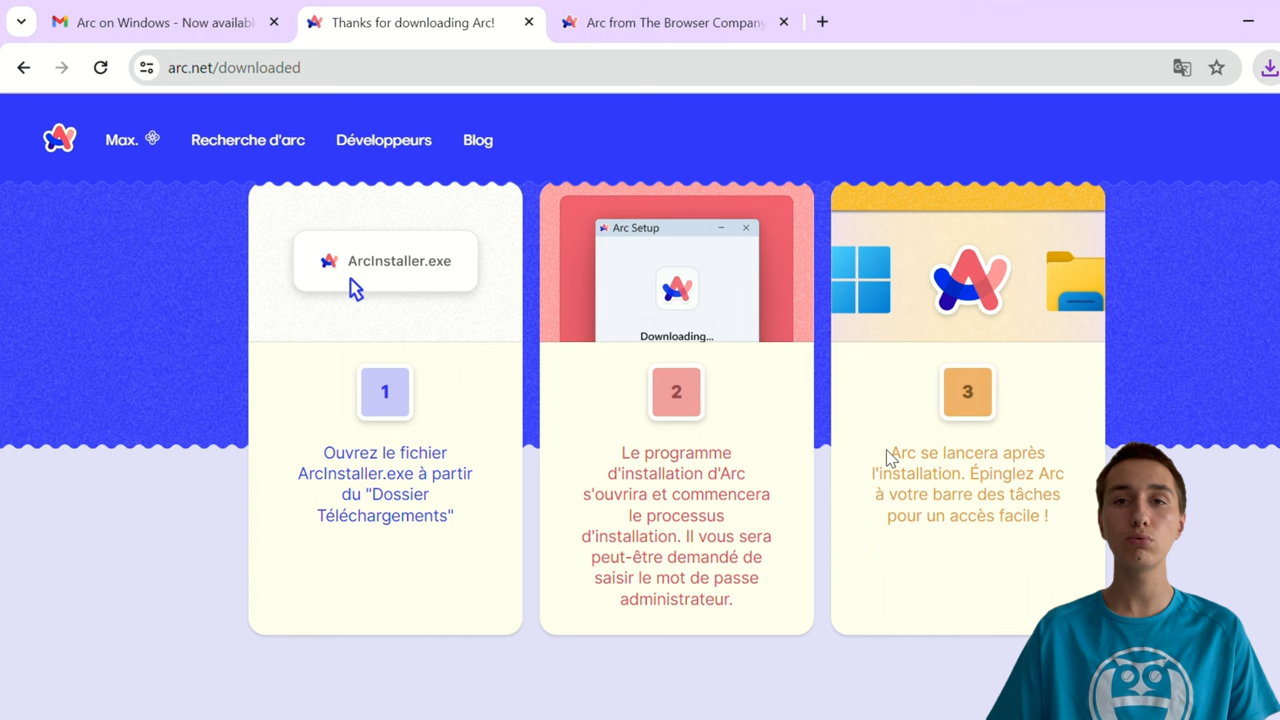 Arc on Windows - Now availabl
Thanks for downloading Arc!
Arc from The Browser Company
arc.net/downloaded
Max.
Recherche d'arc
Développeurs
Blog
ArcInstaller.exe
1
Ouvrez le fichier
ArcInstaller.exe à partir
du "Dossier
Téléchargements"
Arc Setup
Downloading...
2
Le programme
d'installation d'Arc
s'ouvrira et commencera
le processus
d'installation. Il vous sera
peut-être demandé de
saisir le mot de passe
administrateur.
3
Arc se lancera après
l'installation. Épinglez Arc
à votre barre des tâches
pour un accès facile !